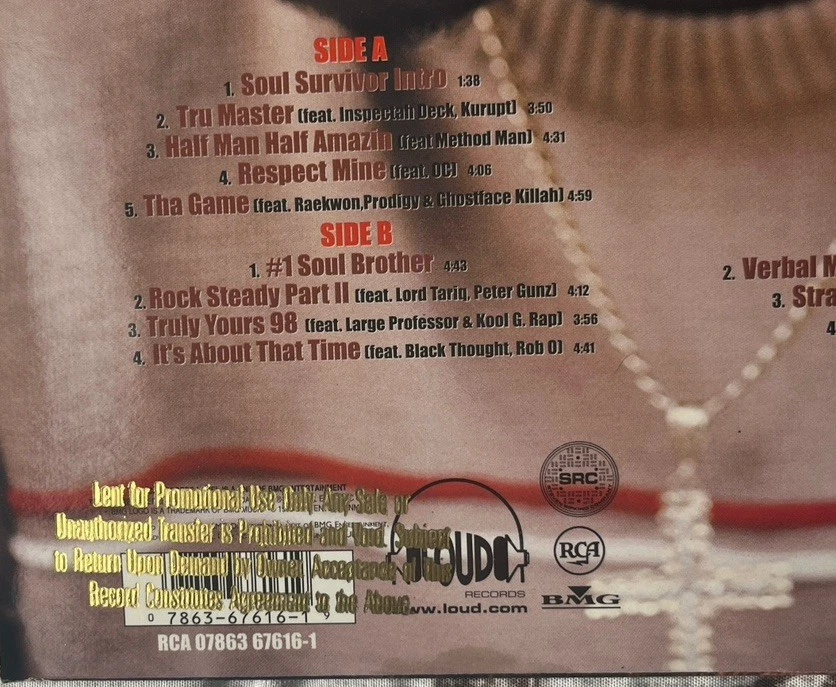 SIDE A
1. Soul Survivor Intro 1:38
2. Tru Master (feat. Inspectah Deck, Kurupt) 3:50
3. Half Man Half Amazin (feat Method Man) 4:31
4. Respect Mine (feat. OC) 4:06
5. Tha Game (feat. Raekwon,Prodigy & Ghostface Killah) 4:59
SIDE B
1. #1 Soul Brother 4:43
2. Rock Steady Part II (feat. Lord Tariq, Peter Gunz) 4:12
3. Truly Yours 98 (feat. Large Professor & Kool G. Rap) 3:56
4. It's About That Time (feat. Black Thought, Rob O) 4:41
2. Verbal M
3. Stra
4
Lent for Promotional Use Only Any Sale or
Unauthorized Transfer is Prohibited and Void. Subject
to Return Upon Demand by Owner. Acceptance of This
Record Constitutes Agreement to the Above.
0 7863-67616-1 9
RCA 07863 67616-1
LOUD
RECORDS
www.loud.com
SRC
RCA
BMG